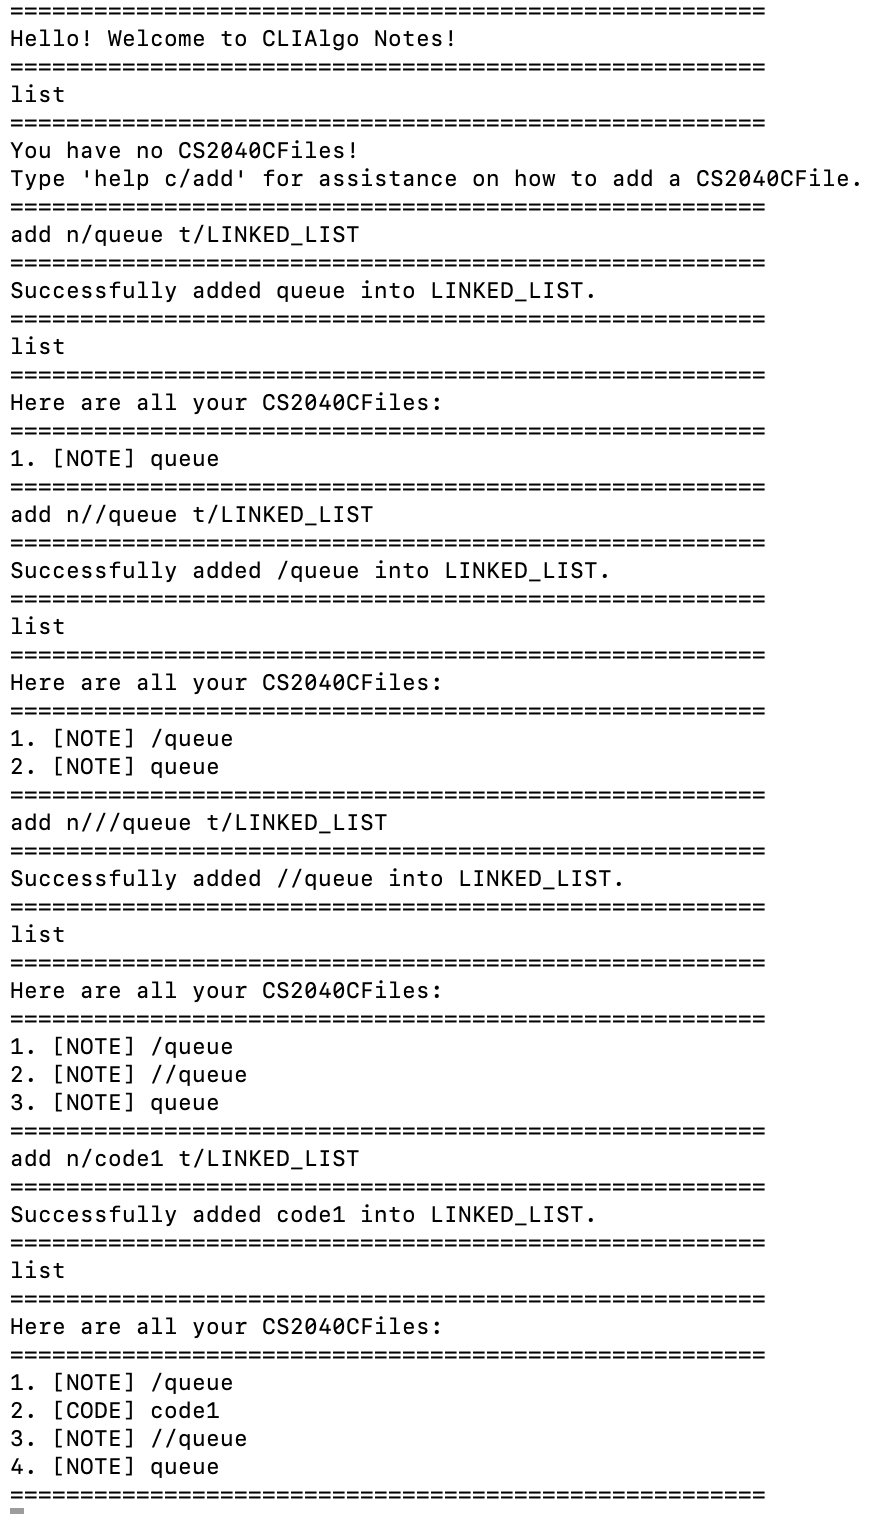 ======================================================
Hello! Welcome to CLIAlgo Notes!
======================================================
list
======================================================
You have no CS2040CFiles!
Type 'help c/add' for assistance on how to add a CS2040CFile.
======================================================
add n/queue t/LINKED_LIST
======================================================
Successfully added queue into LINKED_LIST.
======================================================
list
======================================================
Here are all your CS2040CFiles:
======================================================
1. [NOTE] queue
======================================================
add n//queue t/LINKED_LIST
======================================================
Successfully added /queue into LINKED_LIST.
======================================================
list
======================================================
Here are all your CS2040CFiles:
======================================================
1. [NOTE] /queue
2. [NOTE] queue
======================================================
add n///queue t/LINKED_LIST
======================================================
Successfully added //queue into LINKED_LIST.
======================================================
list
======================================================
Here are all your CS2040CFiles:
======================================================
1. [NOTE] /queue
2. [NOTE] //queue
3. [NOTE] queue
======================================================
add n/code1 t/LINKED_LIST
======================================================
Successfully added code1 into LINKED_LIST.
======================================================
list
======================================================
Here are all your CS2040CFiles:
======================================================
1. [NOTE] /queue
2. [CODE] code1
3. [NOTE] //queue
4. [NOTE] queue
======================================================